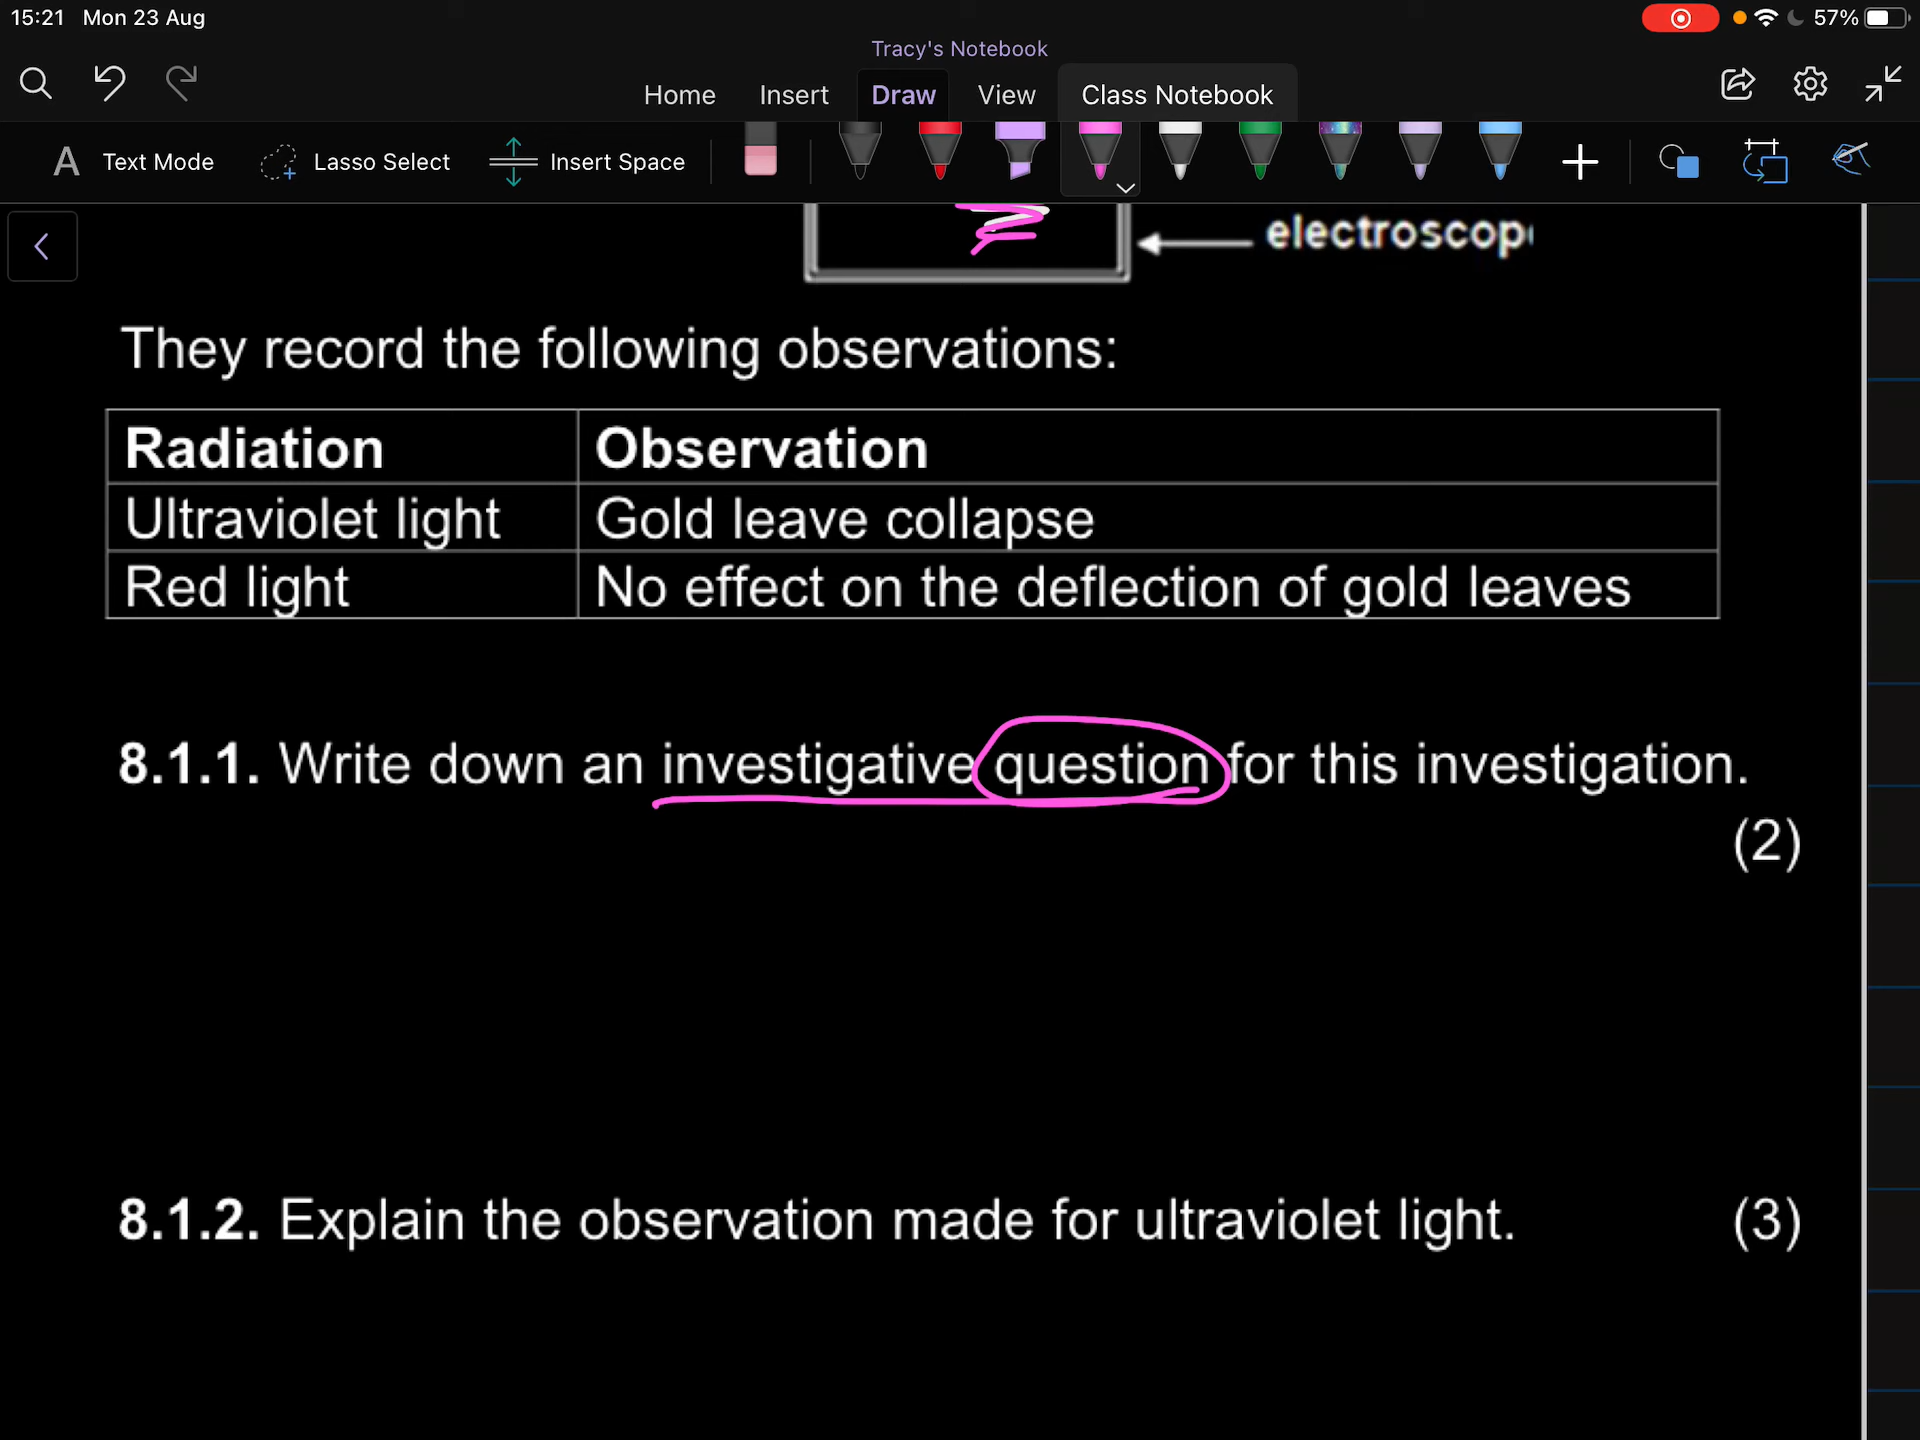 15:21 Mon 23 Aug
57%
Tracy's Notebook
Home Insert Draw View Class Notebook
A Text Mode Lasso Select Insert Space
electroscop
They record the following observations:
Radiation Observation
Ultraviolet light Gold leave collapse
Red light No effect on the deflection of gold leaves
8.1.1. Write down an investigative question for this investigation.
(2)
8.1.2. Explain the observation made for ultraviolet light. (3)